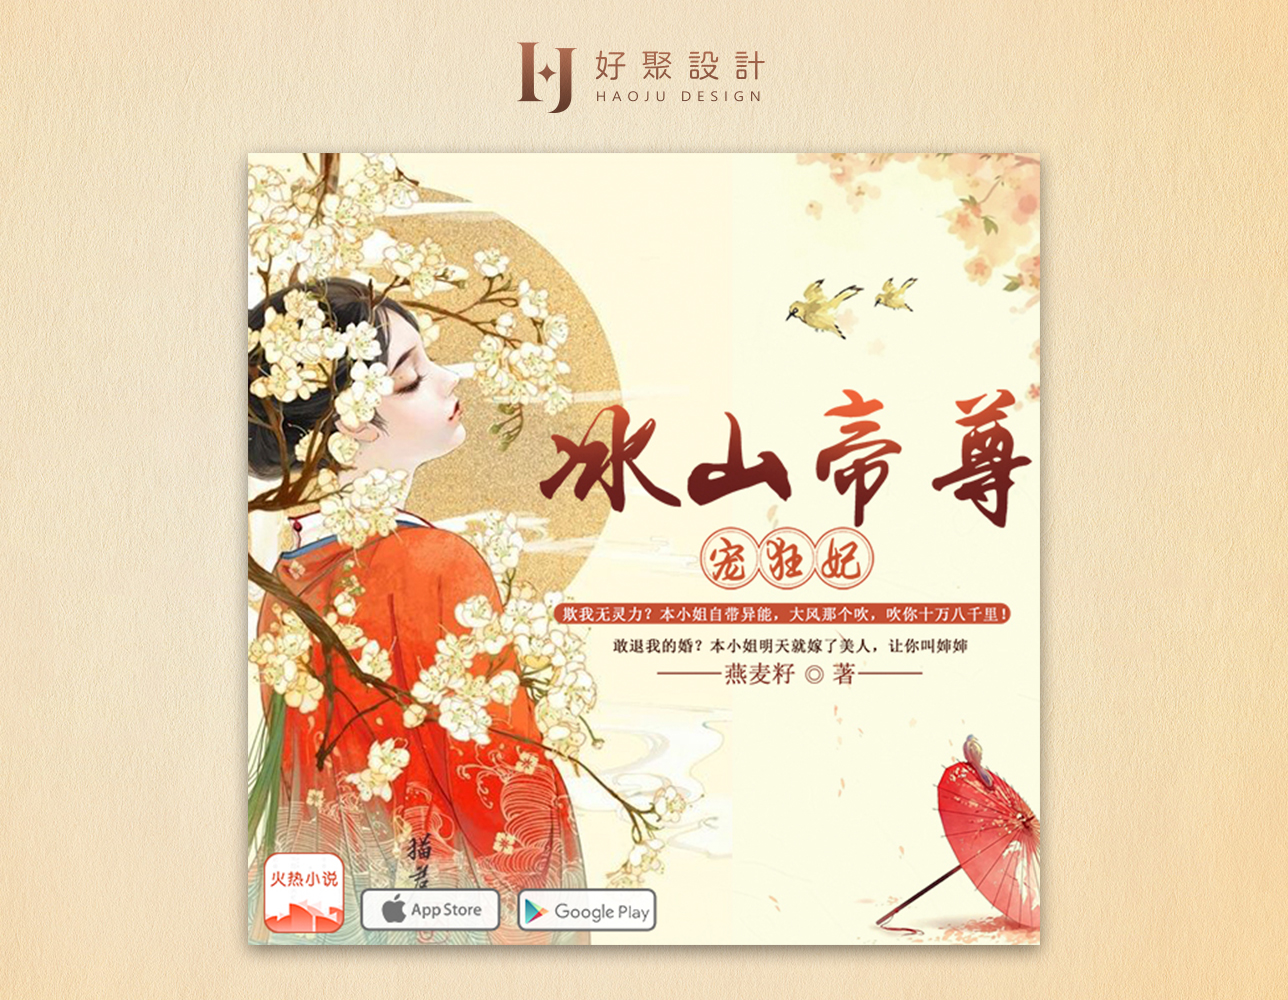 HJ
好聚設計
HAOJU DESIGN
冰山帝尊
宠狂妃
欺我无灵力？本小姐自带异能，大风那个吹，吹你十万八千里！
敢退我的婚？本小姐明天就嫁了美人，让你叫婶婶
燕麦籽 ◎ 著
猫君
火热小说
App Store
Google Play